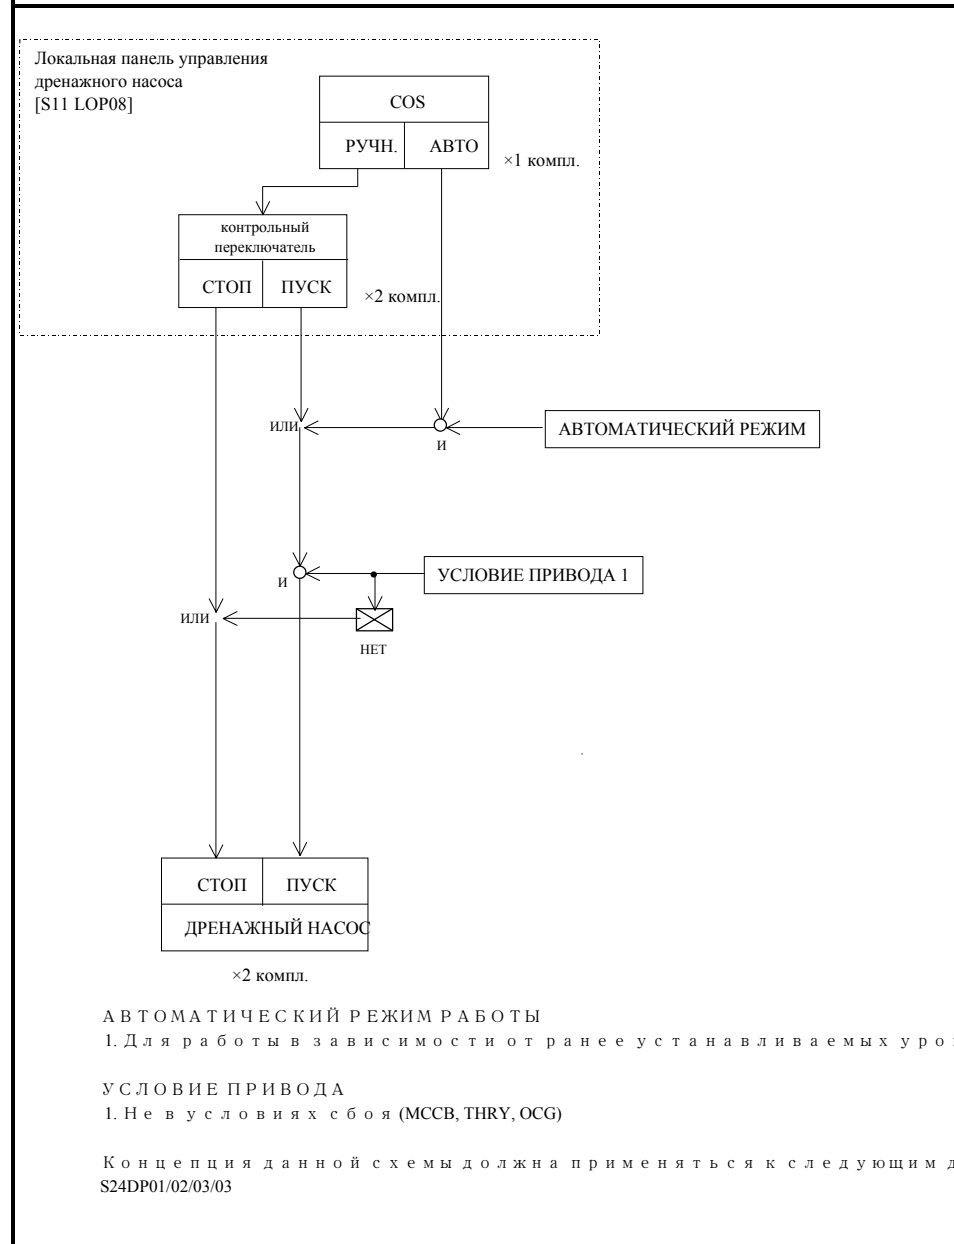 Локальная панель управления
дренажного насоса
[S11 LOP08]
COS
РУЧН. АВТО
×1 компл.
контрольный
переключатель
СТОП ПУСК
×2 компл.
ИЛИ
И
АВТОМАТИЧЕСКИЙ РЕЖИМ
И
УСЛОВИЕ ПРИВОДА 1
ИЛИ
НЕТ
СТОП ПУСК
ДРЕНАЖНЫЙ НАСОС
×2 компл.
АВТОМАТИЧЕСКИЙ РЕЖИМ РАБОТЫ
1. Для работы в зависимости от ранее устанавливаемых
УСЛОВИЕ ПРИВОДА
1. Не в условиях сбоя (MCCB, THRY, OCG)
Концепция данной схемы должна применяться к следующим
S24DP01/02/03/03